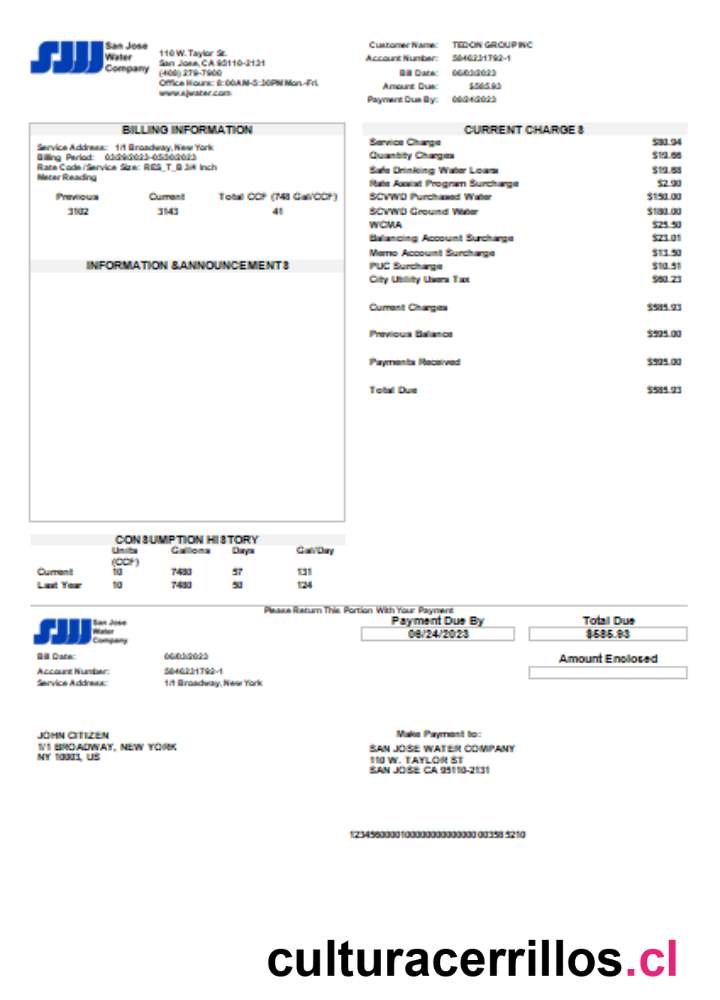 San Jose
Water
Company
110 W. Taylor St.
San Jose, CA 95110-2131
(408) 279-7900
Office Hours: 8:00AM-5:30PM Mon.-Fri.
www.sjwater.com
Customer Name: TEDON GROUP INC
Account Number: 5846231792-1
Bill Date: 06/03/2023
Amount Due: $585.93
Payment Due By: 06/24/2023
BILLING INFORMATION
Service Address: 1/1 Broadway, New York
Billing Period: 03/29/2023-05/30/2023
Rate Code /Service Size: RES_T_B 3/4 Inch
Meter Reading
Previous Current Total CCF (748 Gal/CCF)
3102 3143 41
INFORMATION & ANNOUNCEMENTS
CURRENT CHARGES
Service Charge $80.94
Quantity Charges $19.66
Safe Drinking Water Loans $19.68
Rate Assist Program Surcharge $2.90
SCVWD Purchased Water $150.00
SCVWD Ground Water $180.00
WCMA $25.50
Balancing Account Surcharge $23.01
Memo Account Surcharge $13.50
PUC Surcharge $10.51
City Utility Users Tax $60.23
Current Charges $585.93
Previous Balance $595.00
Payments Received $595.00
Total Due $585.93
CONSUMPTION HISTORY
Units Gallons Days Gal/Day
(CCF)
Current 10 7480 57 131
Last Year 10 7480 50 124
Please Return This Portion With Your Payment
San Jose
Water
Company
Payment Due By Total Due
06/24/2023 $585.93
Amount Enclosed
Bill Date: 06/03/2023
Account Number: 5846231792-1
Service Address: 1/1 Broadway, New York
JOHN CITIZEN
1/1 BROADWAY, NEW YORK
NY 10003, US
Make Payment to:
SAN JOSE WATER COMPANY
110 W. TAYLOR ST
SAN JOSE CA 95110-2131
culturacerrillos.cl